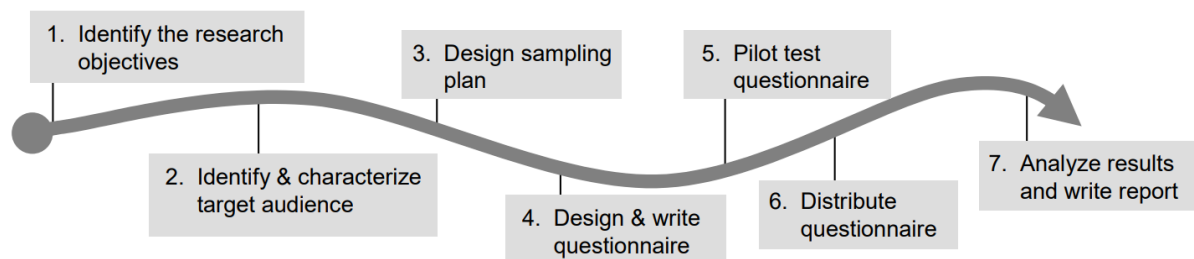 1. Identify the research
objectives
2. Identify & characterize
target audience
3. Design sampling
plan
4. Design & write
questionnaire
5. Pilot test
questionnaire
6. Distribute
questionnaire
7. Analyze results
and write report